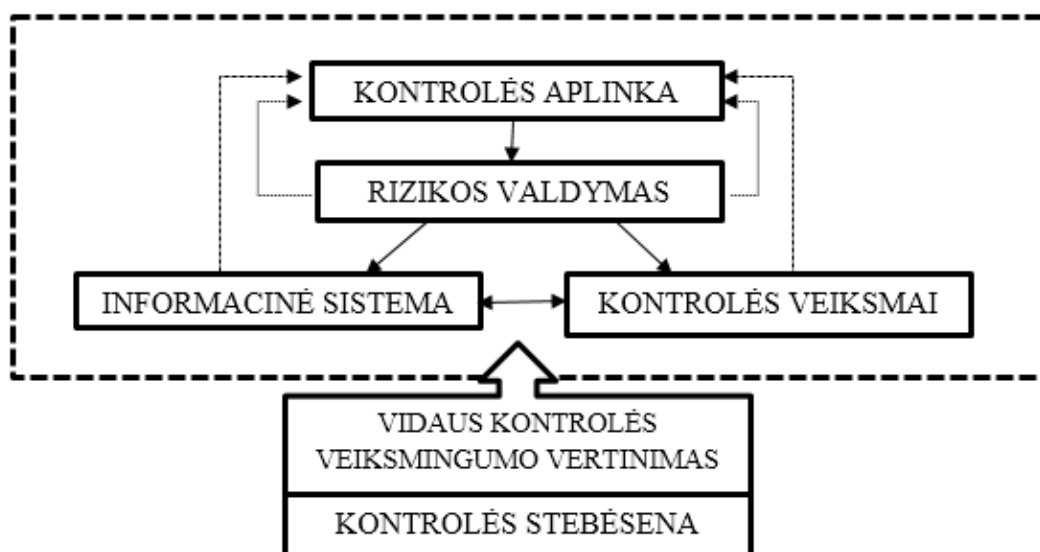 KONTROLĖS APLINKA
RIZIKOS VALDYMAS
INFORMACINĖ SISTEMA
KONTROLĖS VEIKSMAI
VIDAUS KONTROLĖS
VEIKSMINGUMO VERTINIMAS
KONTROLĖS STEBĖSENA